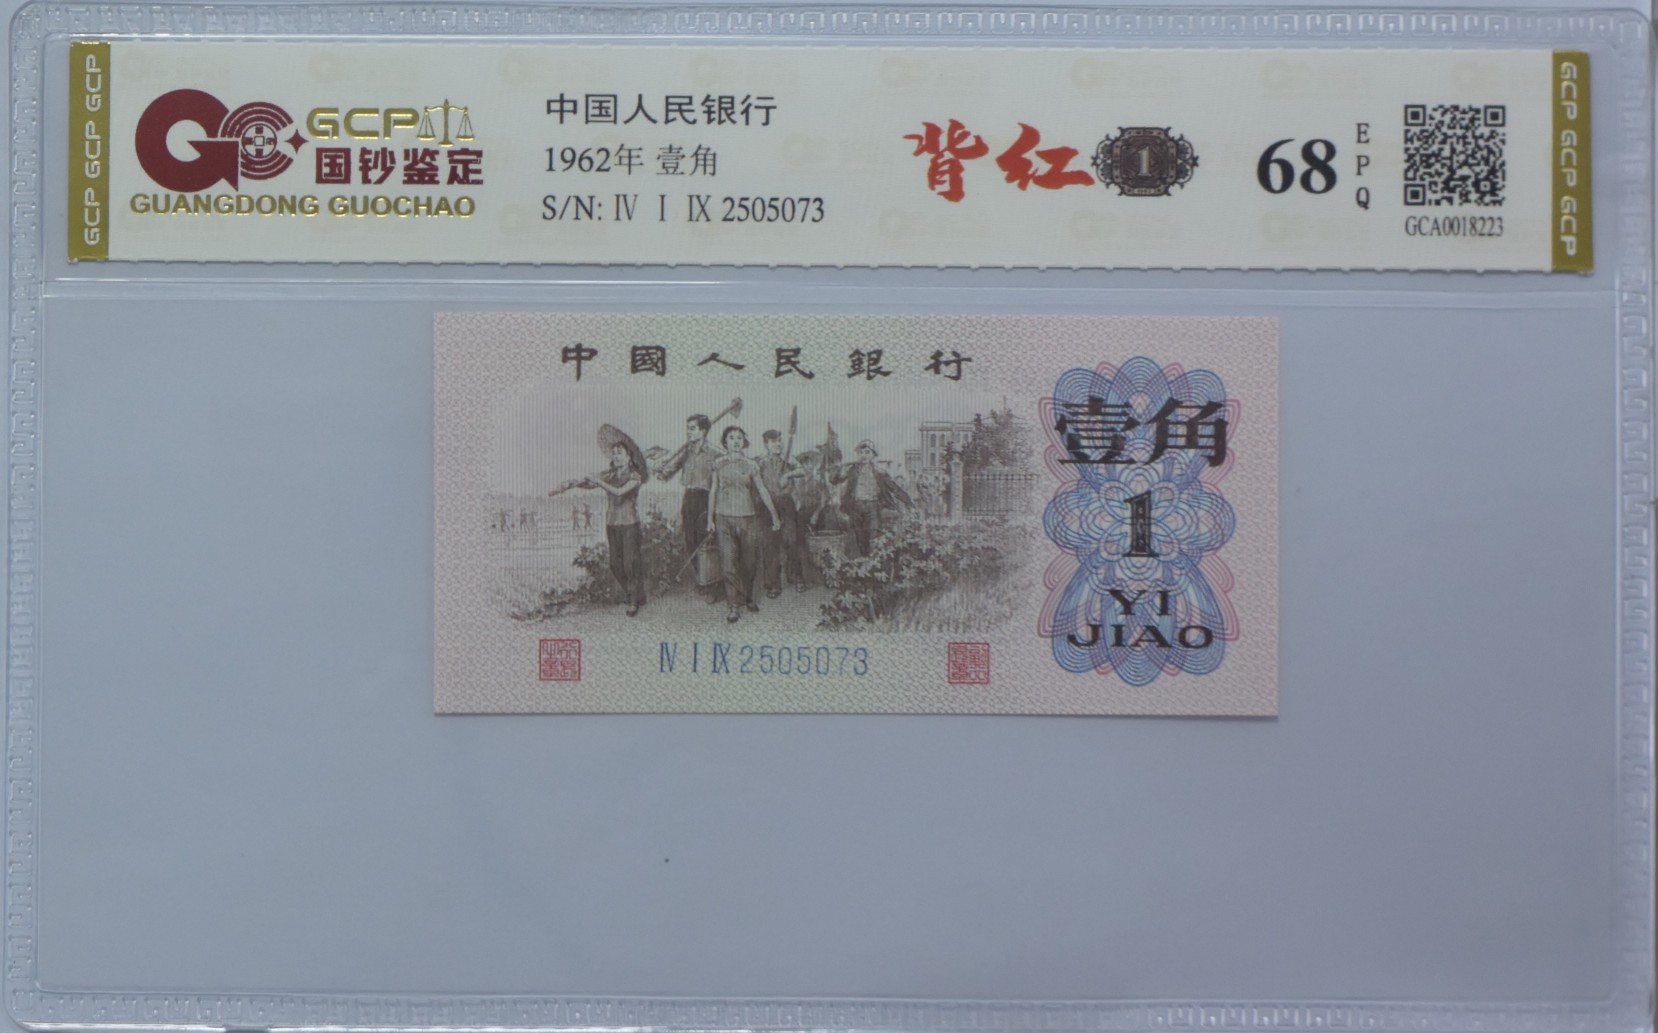 GCP GCP GCP
GCP
国钞鉴定
GUANGDONG GUOCHAO
中国人民银行
1962年 壹角
S/N: Ⅳ Ⅰ Ⅸ 2505073
背红
1
68
EPQ
GCA0018223
GCP GCP GCP
中國人民銀行
壹角
1
YI
JIAO
Ⅳ Ⅰ Ⅸ 2505073